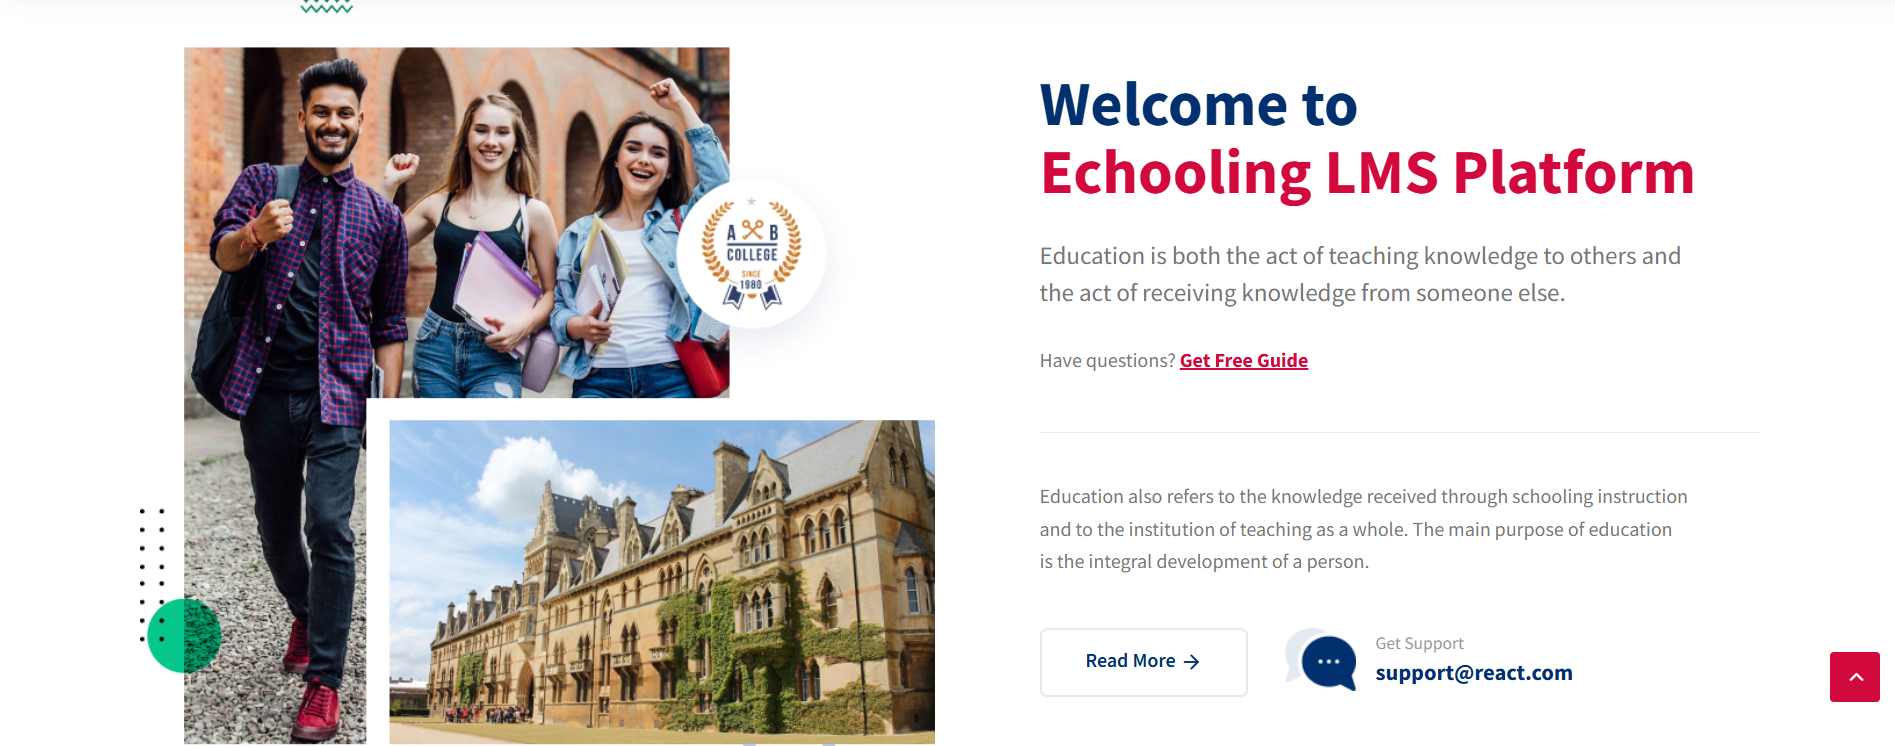 A B
COLLEGE
SINCE
1980
Welcome to
Echooling LMS Platform
Education is both the act of teaching knowledge to others and
the act of receiving knowledge from someone else.
Have questions? Get Free Guide
Education also refers to the knowledge received through schooling instruction
and to the institution of teaching as a whole. The main purpose of education
is the integral development of a person.
Read More →
Get Support
support@react.com